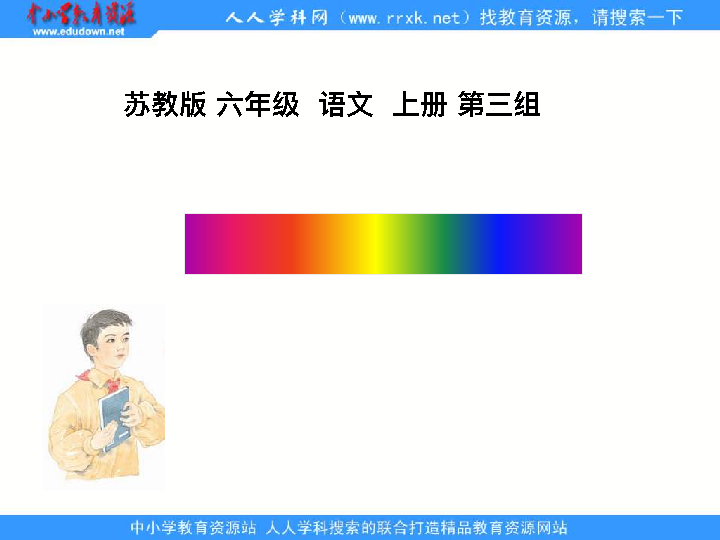 中小学教育资源
www.edudown.net
人人学科网（www.rrxk.net）找教育资源，请搜索一下
苏教版 六年级 语文 上册 第三组
中小学教育资源站 人人学科搜索的联合打造精品教育资源网站